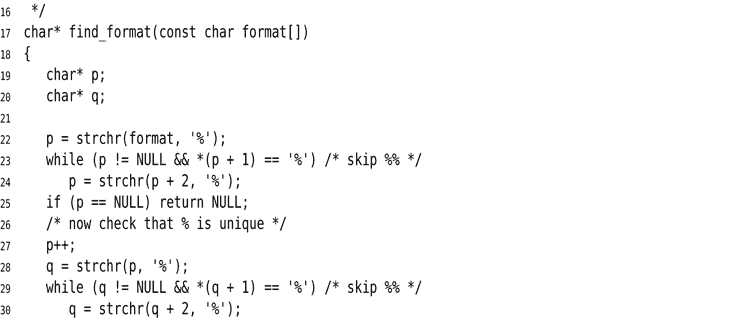 16  */
17 char* find_format(const char format[])
18 {
19    char* p;
20    char* q;
21
22    p = strchr(format, '%');
23    while (p != NULL && *(p + 1) == '%') /* skip %% */
24       p = strchr(p + 2, '%');
25    if (p == NULL) return NULL;
26    /* now check that % is unique */
27    p++;
28    q = strchr(p, '%');
29    while (q != NULL && *(q + 1) == '%') /* skip %% */
30       q = strchr(q + 2, '%');